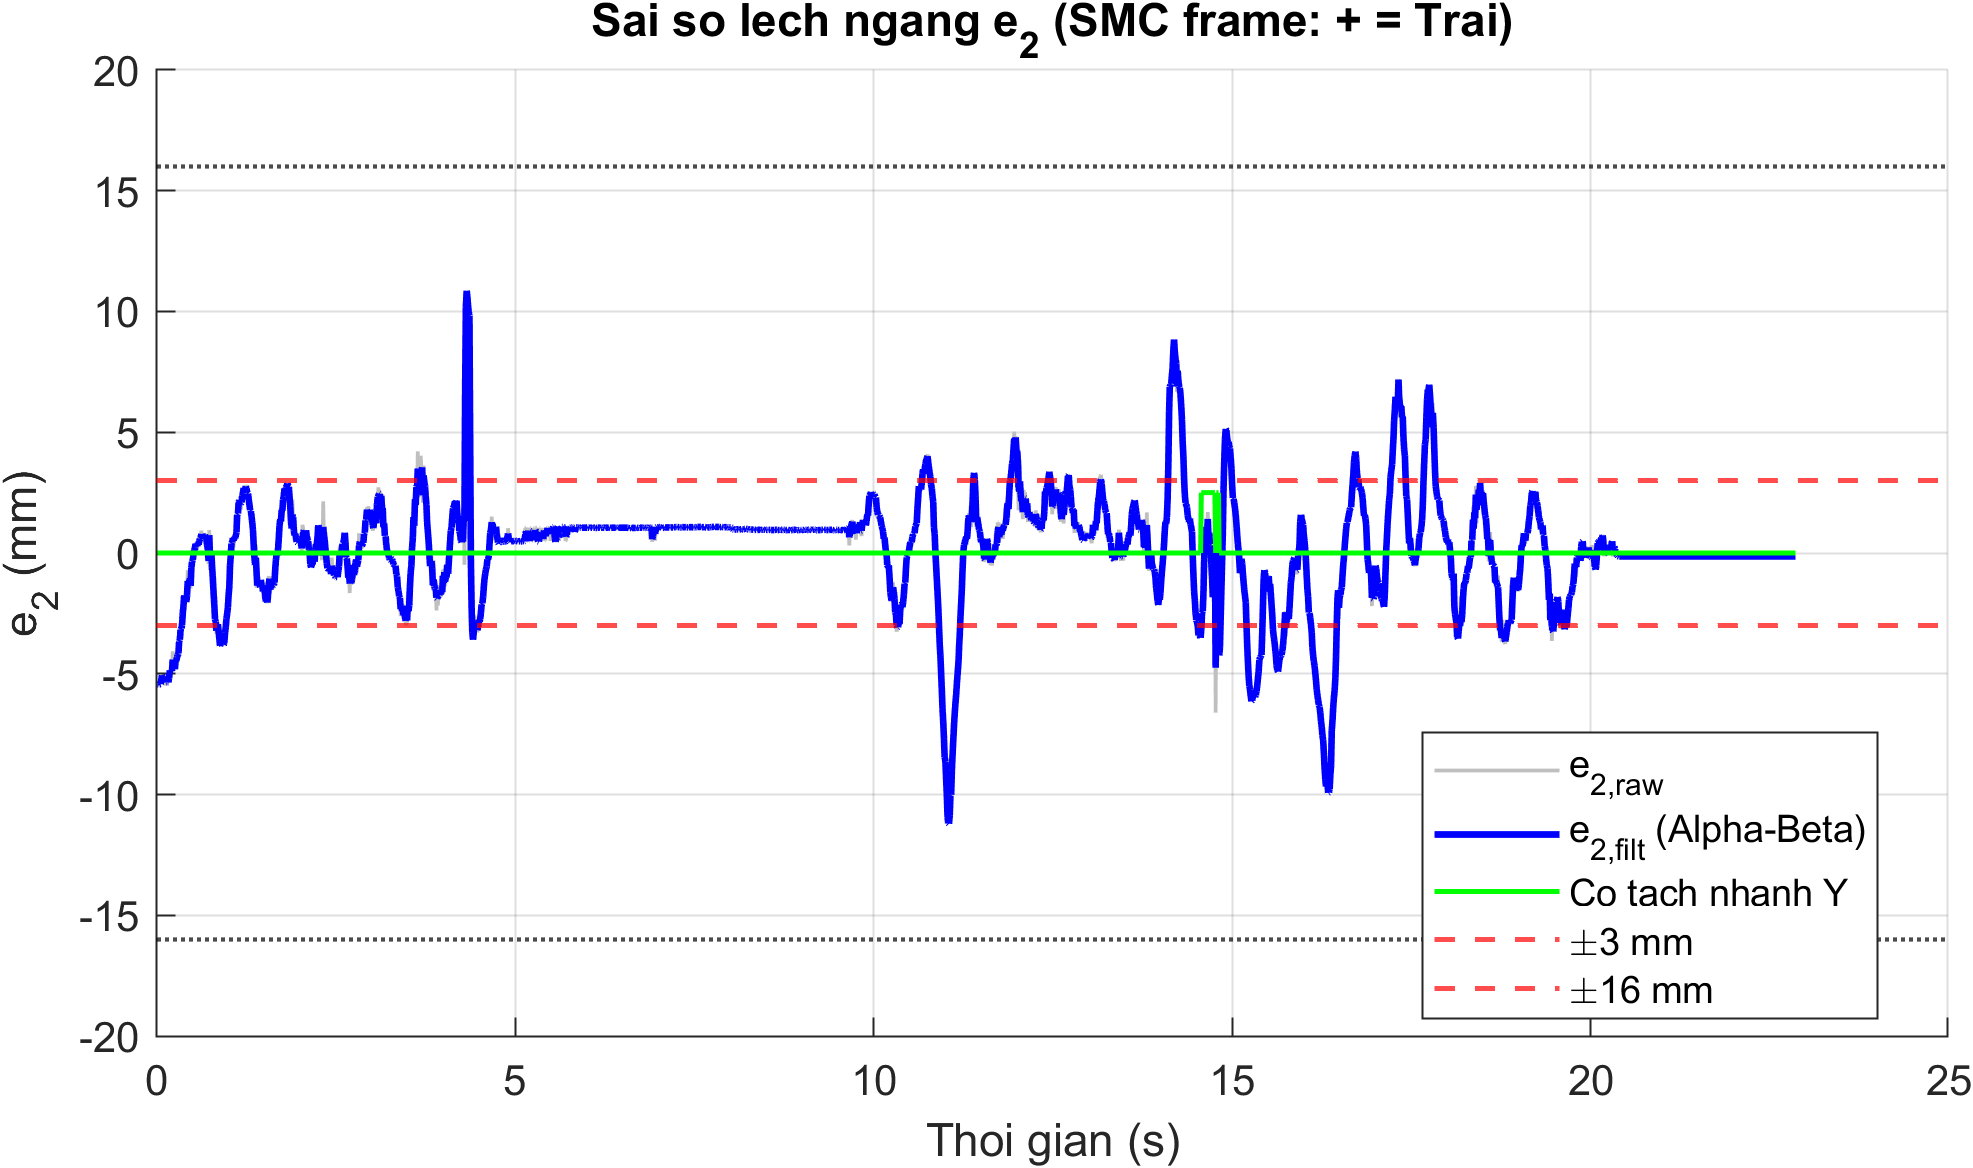 Sai so lech ngang e2 (SMC frame: + = Trai)
e2 (mm)
20
15
10
5
0
-5
-10
-15
-20
e2,raw
e2,filt (Alpha-Beta)
Co tach nhanh Y
±3 mm
±16 mm
0 5 10 15 20 25
Thoi gian (s)